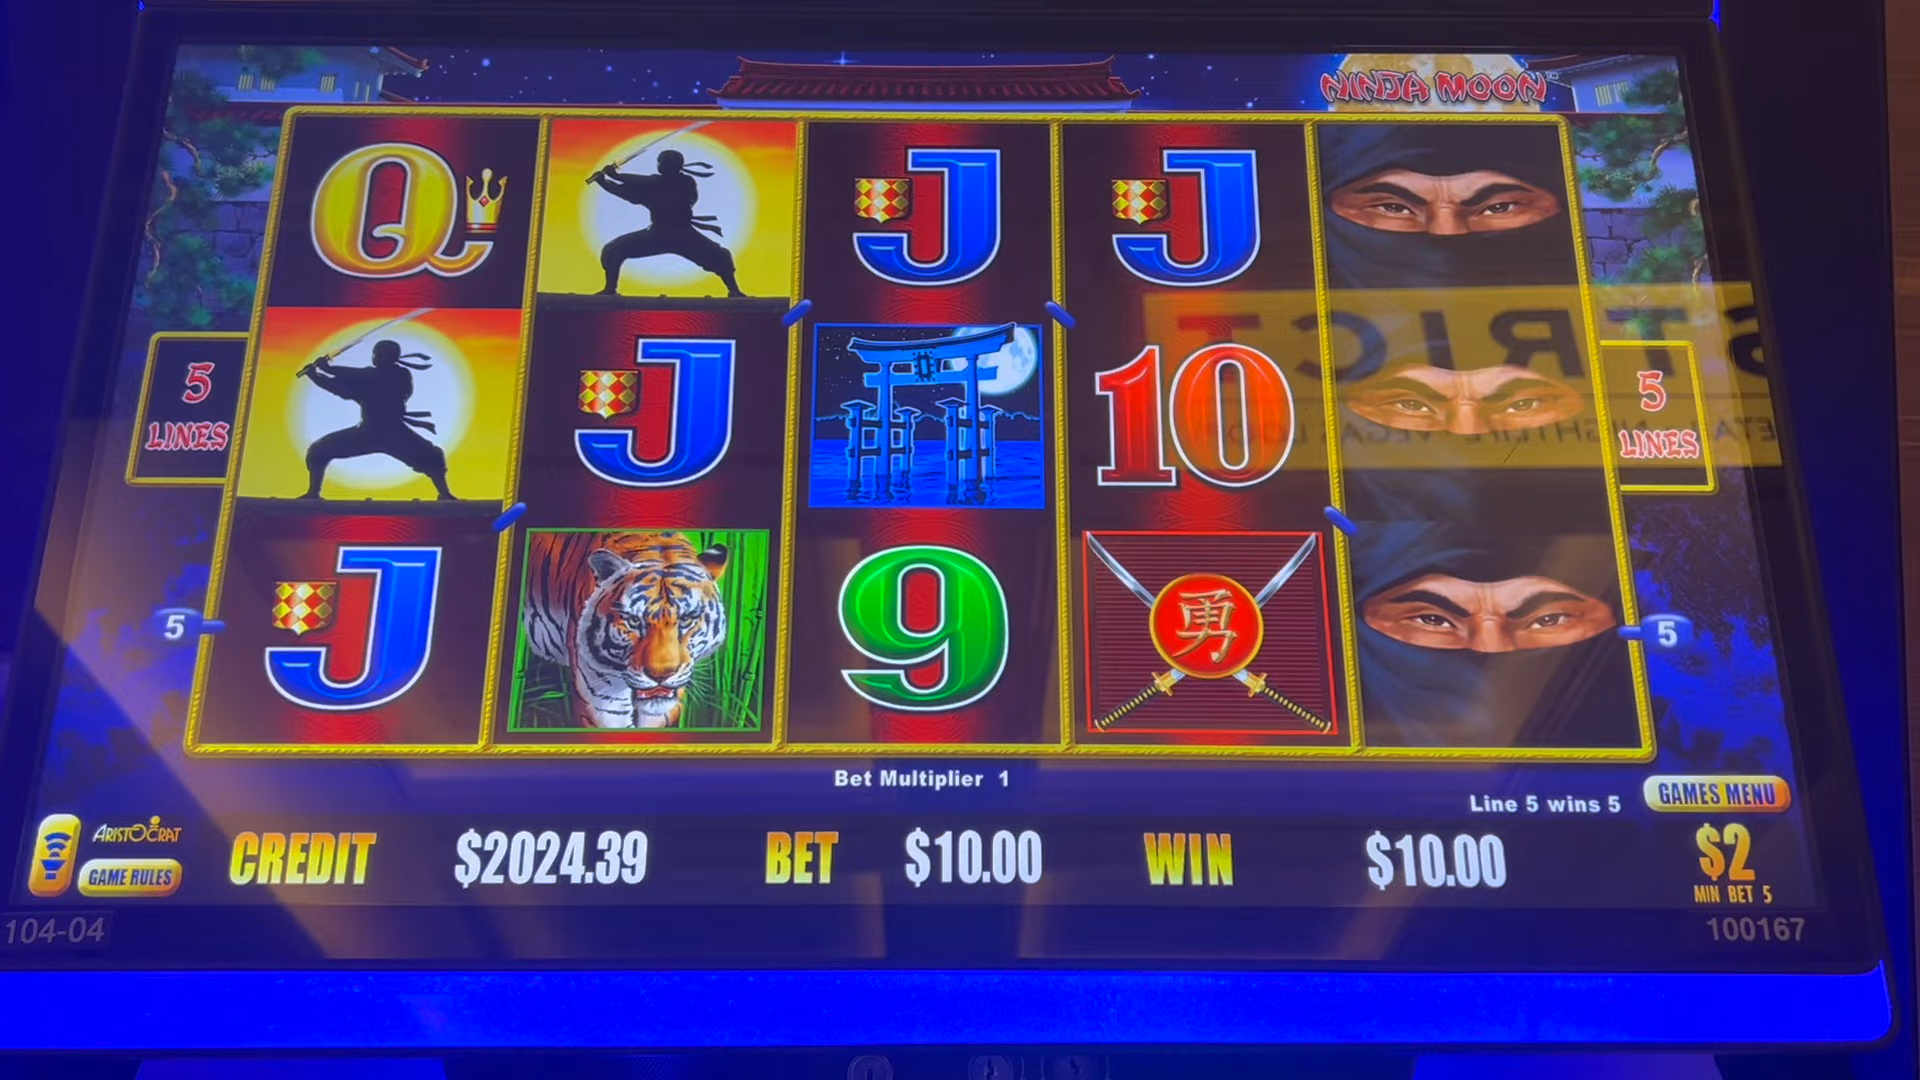 NINJA MOON™
Q
J
J
5
LINES
J
10
5
LINES
J
9
勇
5
5
Bet Multiplier 1
Line 5 wins 5
GAMES MENU
ARISTOCRAT
GAME RULES
CREDIT $2024.39 BET $10.00 WIN $10.00
$2
MIN BET 5
104-04
100167